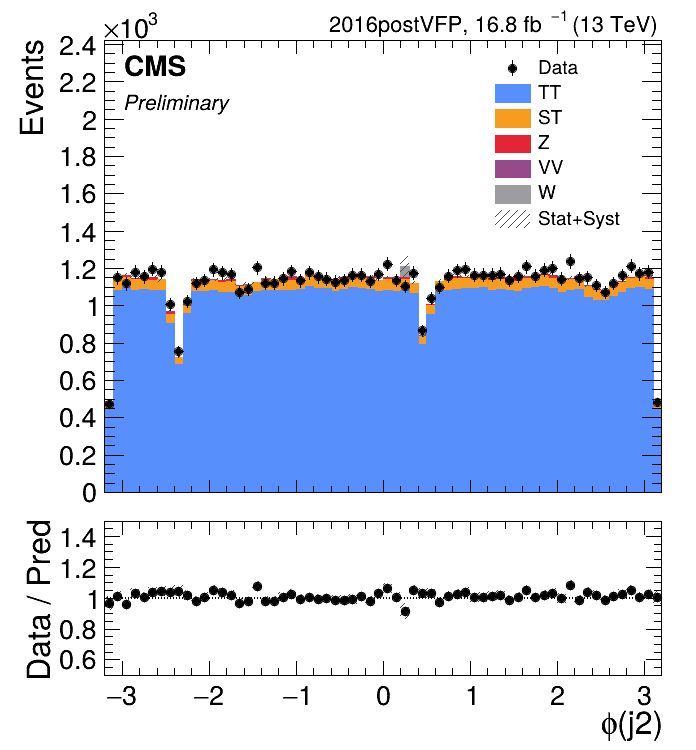 ×10³
2016postVFP, 16.8 fb ⁻¹ (13 TeV)
Events
CMS
Preliminary
Data
TT
ST
Z
VV
W
Stat+Syst
2.4
2.2
2
1.8
1.6
1.4
1.2
1
0.8
0.6
0.4
0.2
0
Data / Pred
1.4
1.2
1
0.8
0.6
−3 −2 −1 0 1 2 3
ϕ(j2)